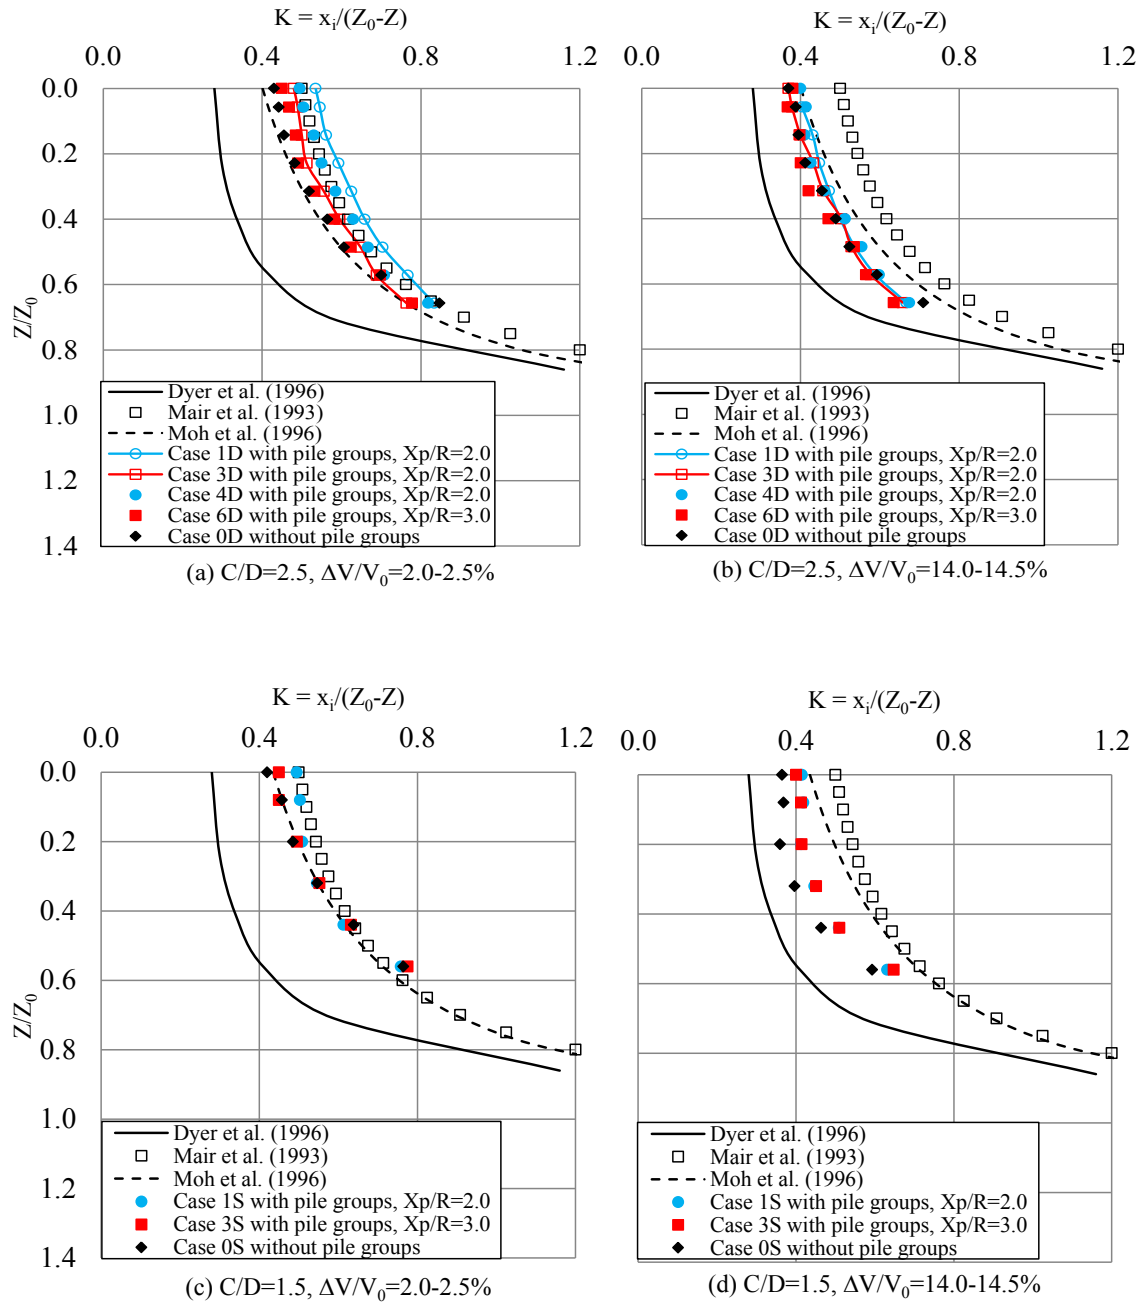 K = xᵢ/(Z₀-Z)
0.0 0.4 0.8 1.2
0.0
0.2
0.4
0.6
0.8
1.0
1.2
1.4
Z/Z₀
Dyer et al. (1996)
Mair et al. (1993)
Moh et al. (1996)
Case 1D with pile groups, Xp/R=2.0
Case 3D with pile groups, Xp/R=2.0
Case 4D with pile groups, Xp/R=2.0
Case 6D with pile groups, Xp/R=3.0
Case 0D without pile groups
(a) C/D=2.5, ΔV/V₀=2.0-2.5%
K = xᵢ/(Z₀-Z)
0.0 0.4 0.8 1.2
Dyer et al. (1996)
Mair et al. (1993)
Moh et al. (1996)
Case 1D with pile groups, Xp/R=2.0
Case 3D with pile groups, Xp/R=2.0
Case 4D with pile groups, Xp/R=2.0
Case 6D with pile groups, Xp/R=3.0
Case 0D without pile groups
(b) C/D=2.5, ΔV/V₀=14.0-14.5%
K = xᵢ/(Z₀-Z)
0.0 0.4 0.8 1.2
0.0
0.2
0.4
0.6
0.8
1.0
1.2
1.4
Z/Z₀
Dyer et al. (1996)
Mair et al. (1993)
Moh et al. (1996)
Case 1S with pile groups, Xp/R=2.0
Case 3S with pile groups, Xp/R=3.0
Case 0S without pile groups
(c) C/D=1.5, ΔV/V₀=2.0-2.5%
K = xᵢ/(Z₀-Z)
0.0 0.4 0.8 1.2
Dyer et al. (1996)
Mair et al. (1993)
Moh et al. (1996)
Case 1S with pile groups, Xp/R=2.0
Case 3S with pile groups, Xp/R=3.0
Case 0S without pile groups
(d) C/D=1.5, ΔV/V₀=14.0-14.5%